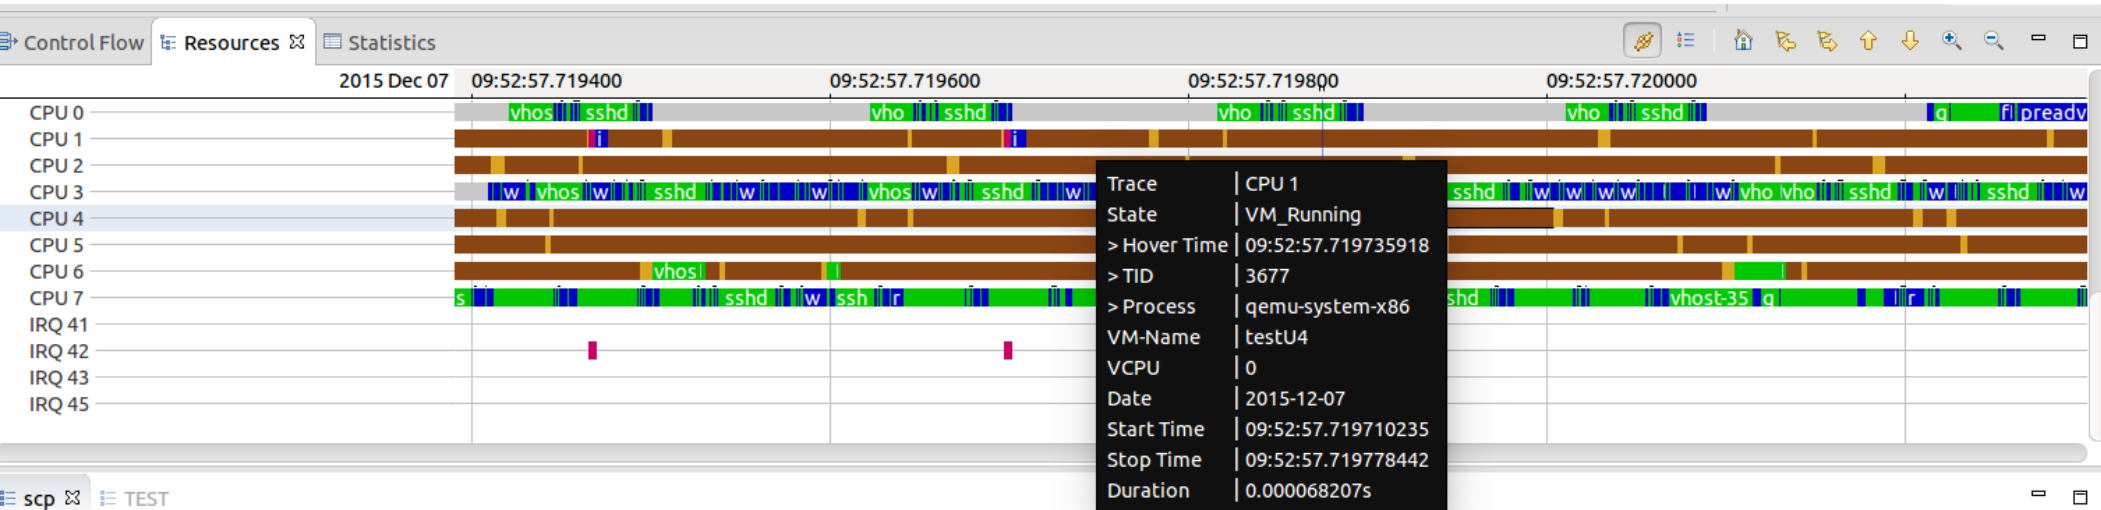 Control Flow Resources Statistics
2015 Dec 07 09:52:57.719400 09:52:57.719600 09:52:57.719800 09:52:57.720000
CPU 0 vhos sshd vho sshd vho sshd vho sshd q fl preadv
CPU 1 i i
CPU 2
CPU 3 w vhos w sshd w w vhos w sshd w sshd w w w w w vho vho sshd w sshd w
CPU 4
CPU 5
CPU 6 vhos
CPU 7 s sshd w ssh r shd vhost-35 q r
IRQ 41
IRQ 42
IRQ 43
IRQ 45
Trace CPU 1
State VM_Running
> Hover Time 09:52:57.719735918
> TID 3677
> Process qemu-system-x86
VM-Name testU4
VCPU 0
Date 2015-12-07
Start Time 09:52:57.719710235
Stop Time 09:52:57.719778442
Duration 0.000068207s
scp TEST